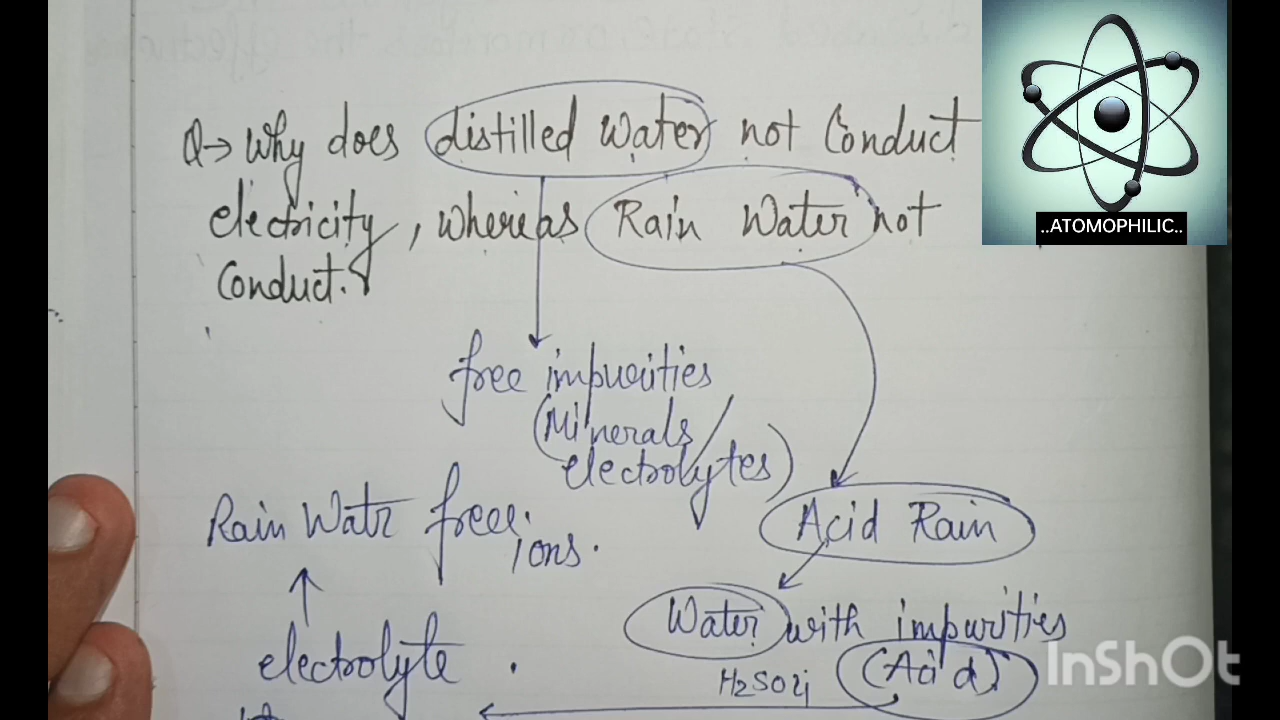 Q→ Why does distilled Water not Conduct
electricity, whereas Rain Water not
Conduct.
free impurities
(Minerals/
electrolytes)
Rain Watr free
ions.
Acid Rain
Water with impurities
(Acid)
H2SO4
electrolyte .
..ATOMOPHILIC..
InShOt